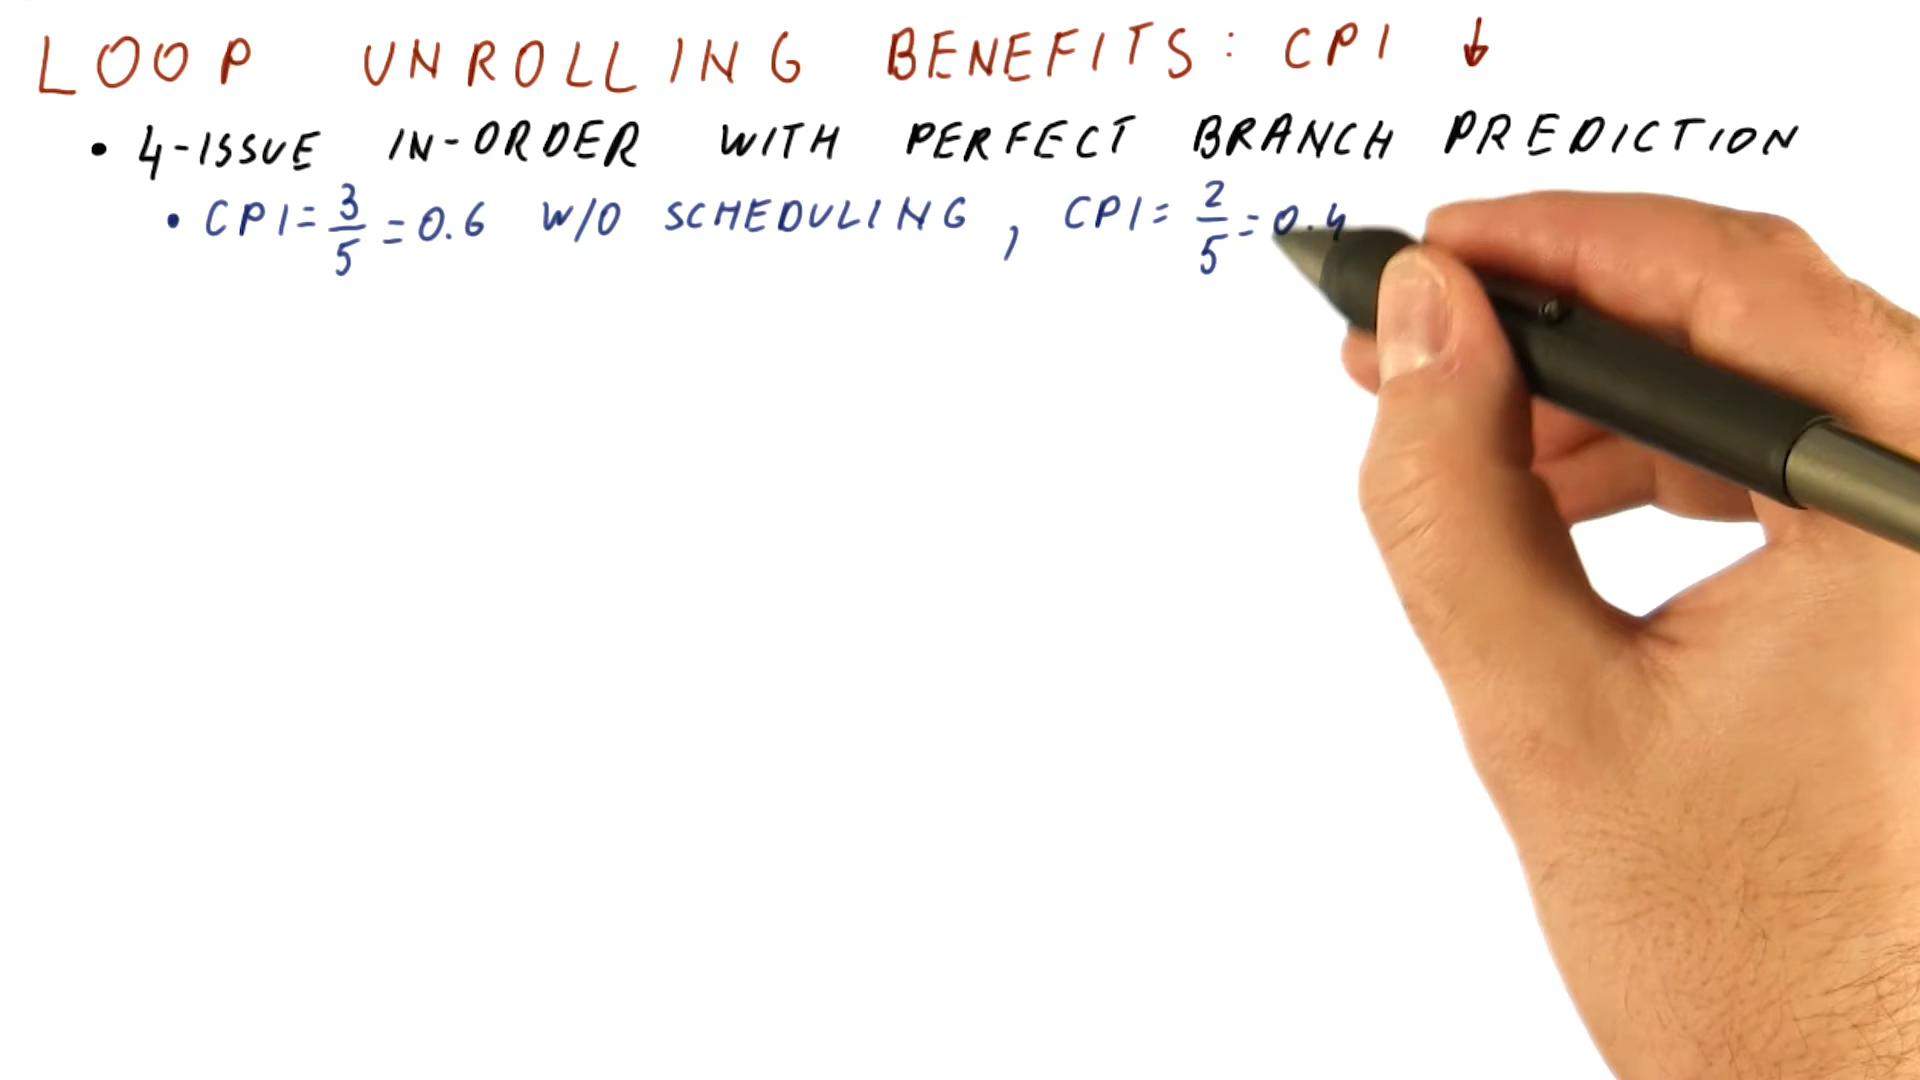 LOOP UNROLLING BENEFITS: CPI ↓
• 4-ISSUE IN-ORDER WITH PERFECT BRANCH PREDICTION
• CPI = 3/5 = 0.6 W/O SCHEDULING, CPI = 2/5 = 0.4